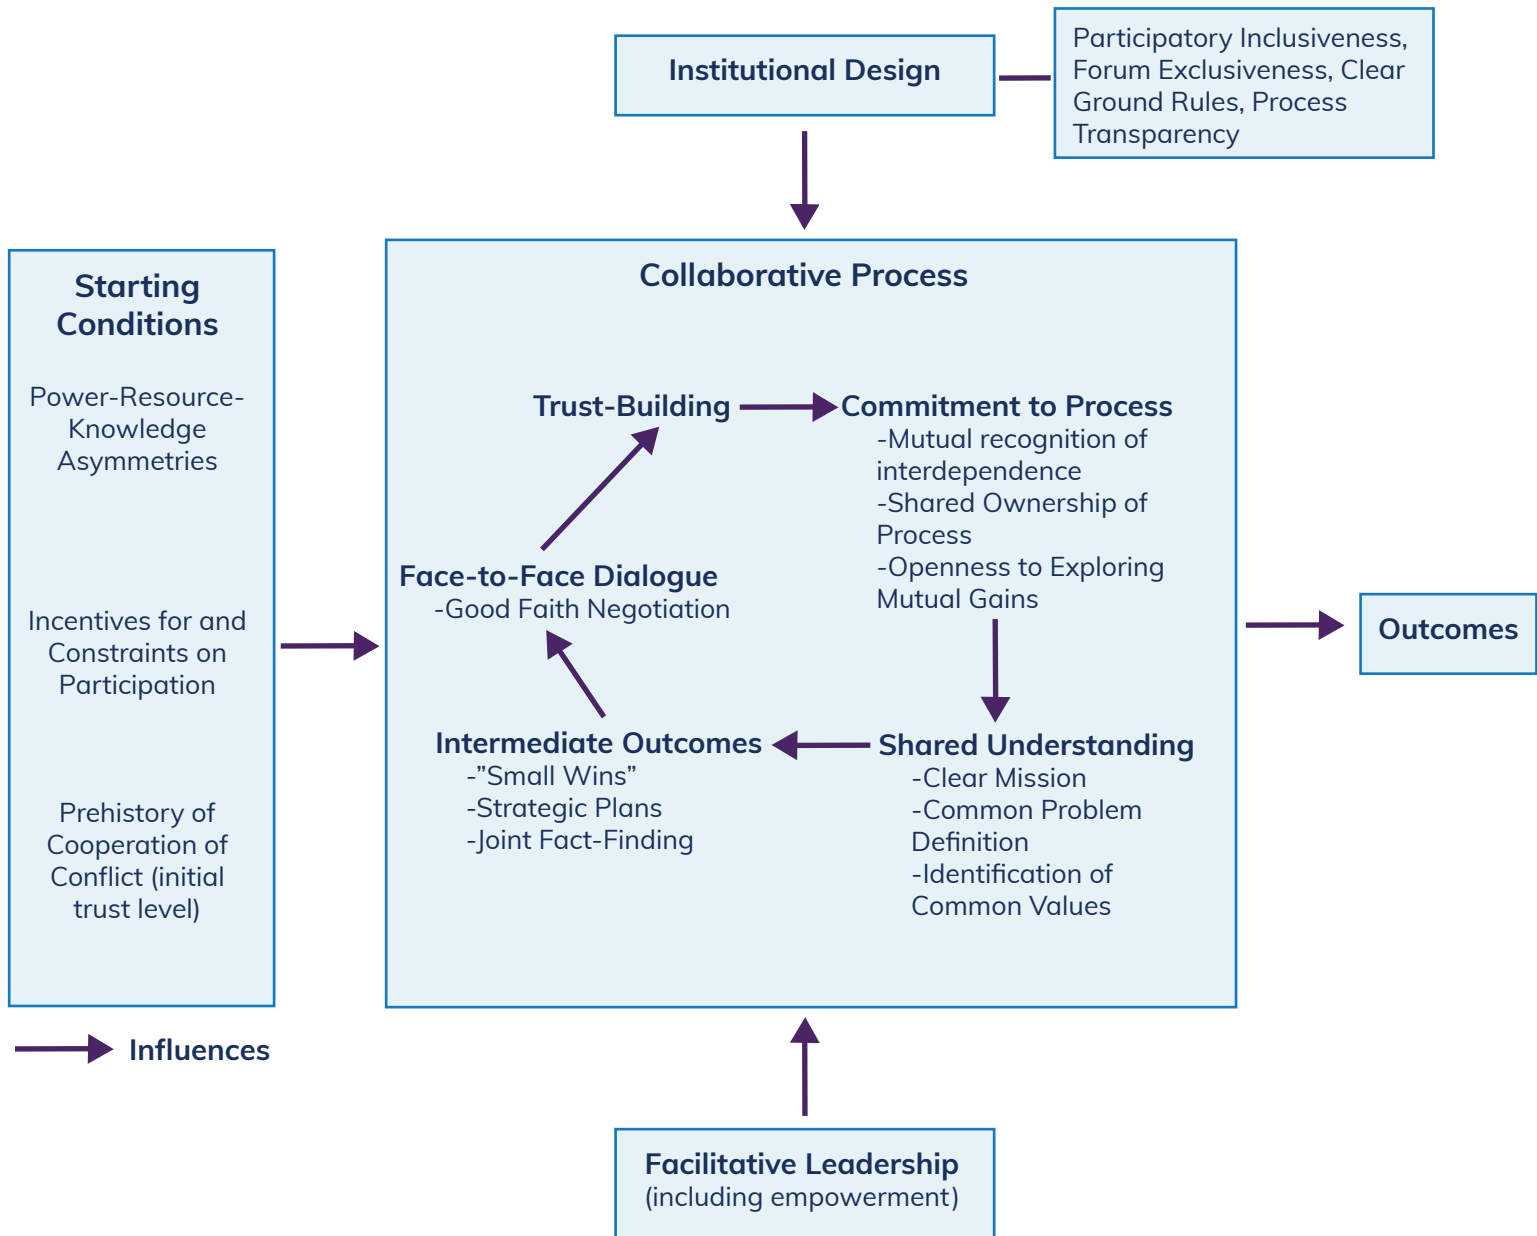 Institutional Design
Participatory Inclusiveness,
Forum Exclusiveness, Clear
Ground Rules, Process
Transparency
Starting
Conditions
Power-Resource-
Knowledge
Asymmetries
Incentives for and
Constraints on
Participation
Prehistory of
Cooperation of
Conflict (initial
trust level)
Collaborative Process
Trust-Building
Commitment to Process
-Mutual recognition of
interdependence
-Shared Ownership of
Process
-Openness to Exploring
Mutual Gains
Face-to-Face Dialogue
-Good Faith Negotiation
Intermediate Outcomes
-”Small Wins”
-Strategic Plans
-Joint Fact-Finding
Shared Understanding
-Clear Mission
-Common Problem
Definition
-Identification of
Common Values
Outcomes
Influences
Facilitative Leadership
(including empowerment)